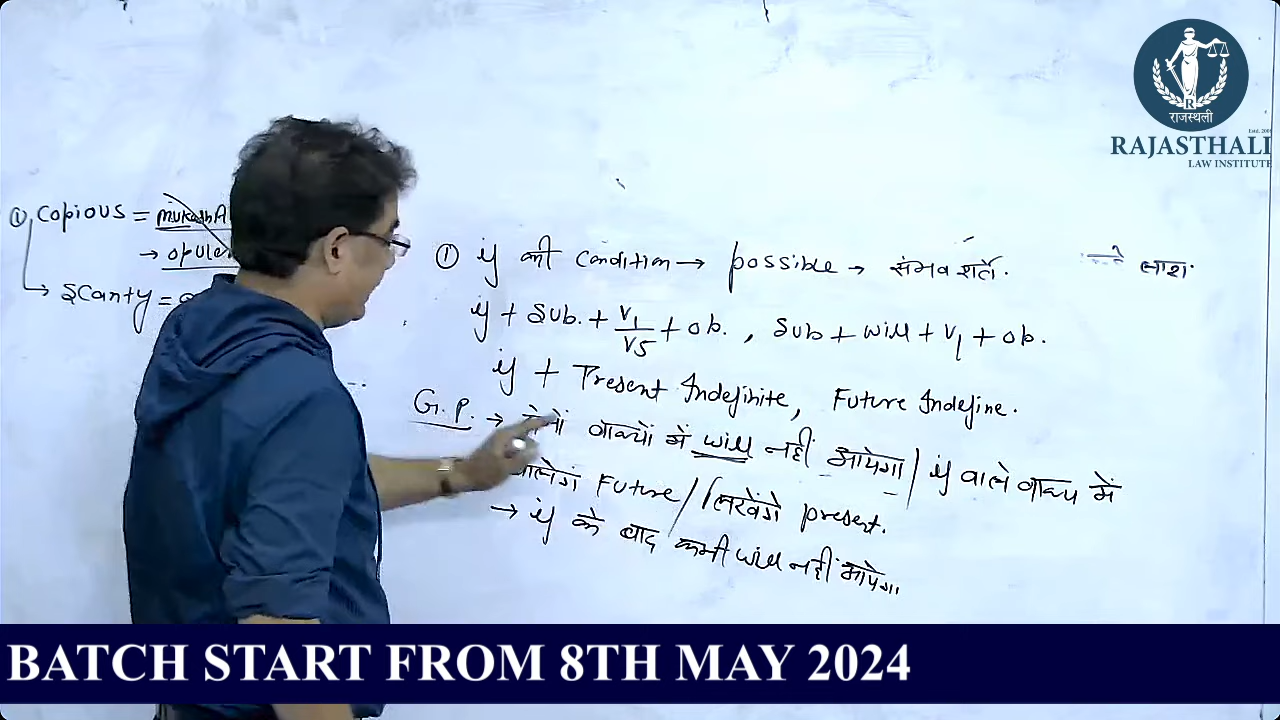 राजस्थली
Estd. 2001
RAJASTHALI
LAW INSTITUTE
① Copious =
→
↳ Scanty =
① if की condition → possible → संभव शर्ते.
if + Sub. + V1/V5 + ob. , Sub + will + V1 + ob.
if + Present Indefinite, Future Indefine.
G.P. → दोनों वाक्यों में will नहीं आयेगा / if वाले वाक्य में
Future / लिखेंगे present.
→ if के बाद कभी will नहीं आयेगा
BATCH START FROM 8TH MAY 2024